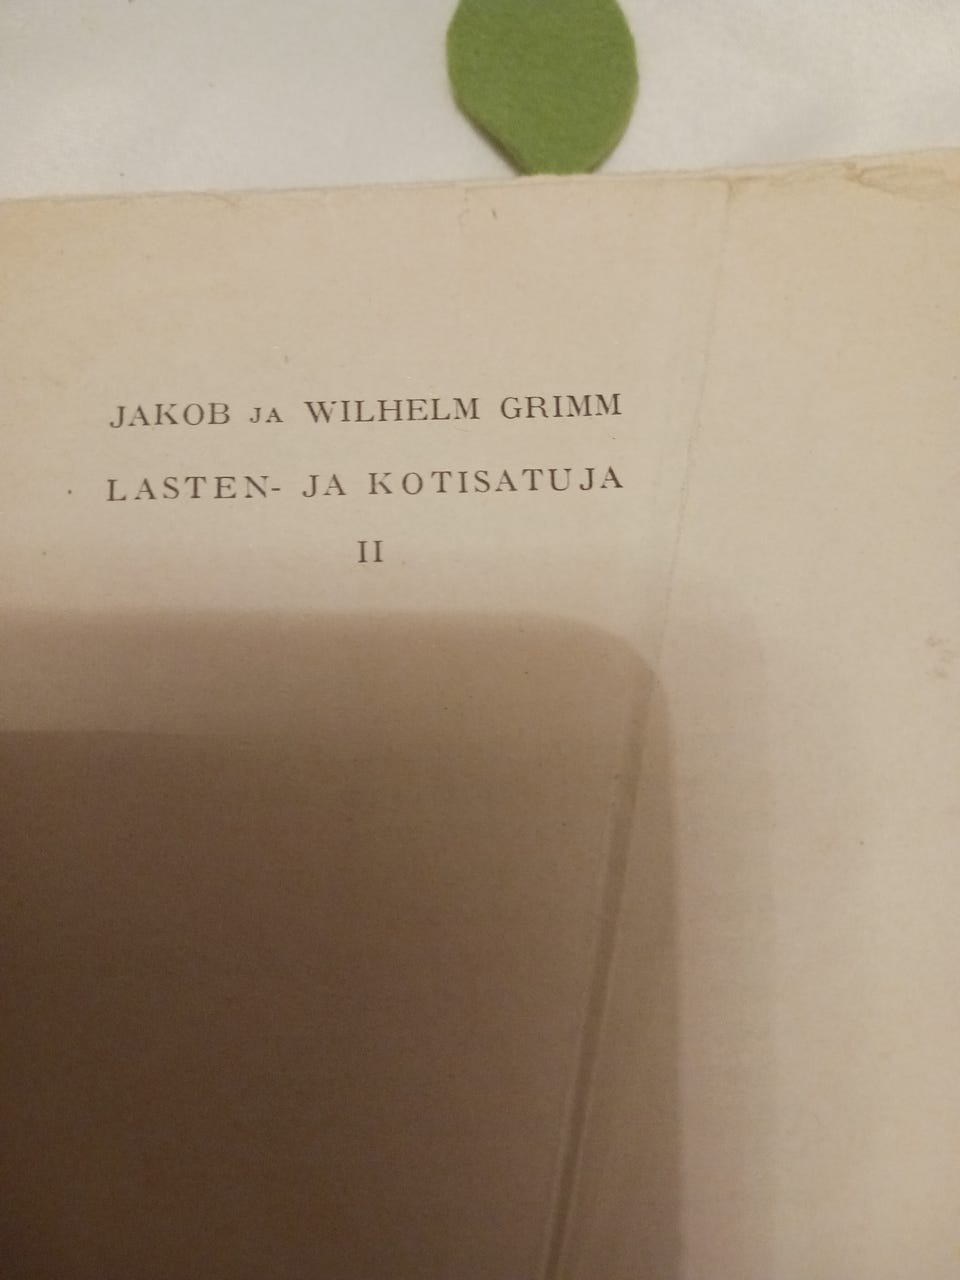 JAKOB JA WILHELM GRIMM
LASTEN- JA KOTISATUJA
II